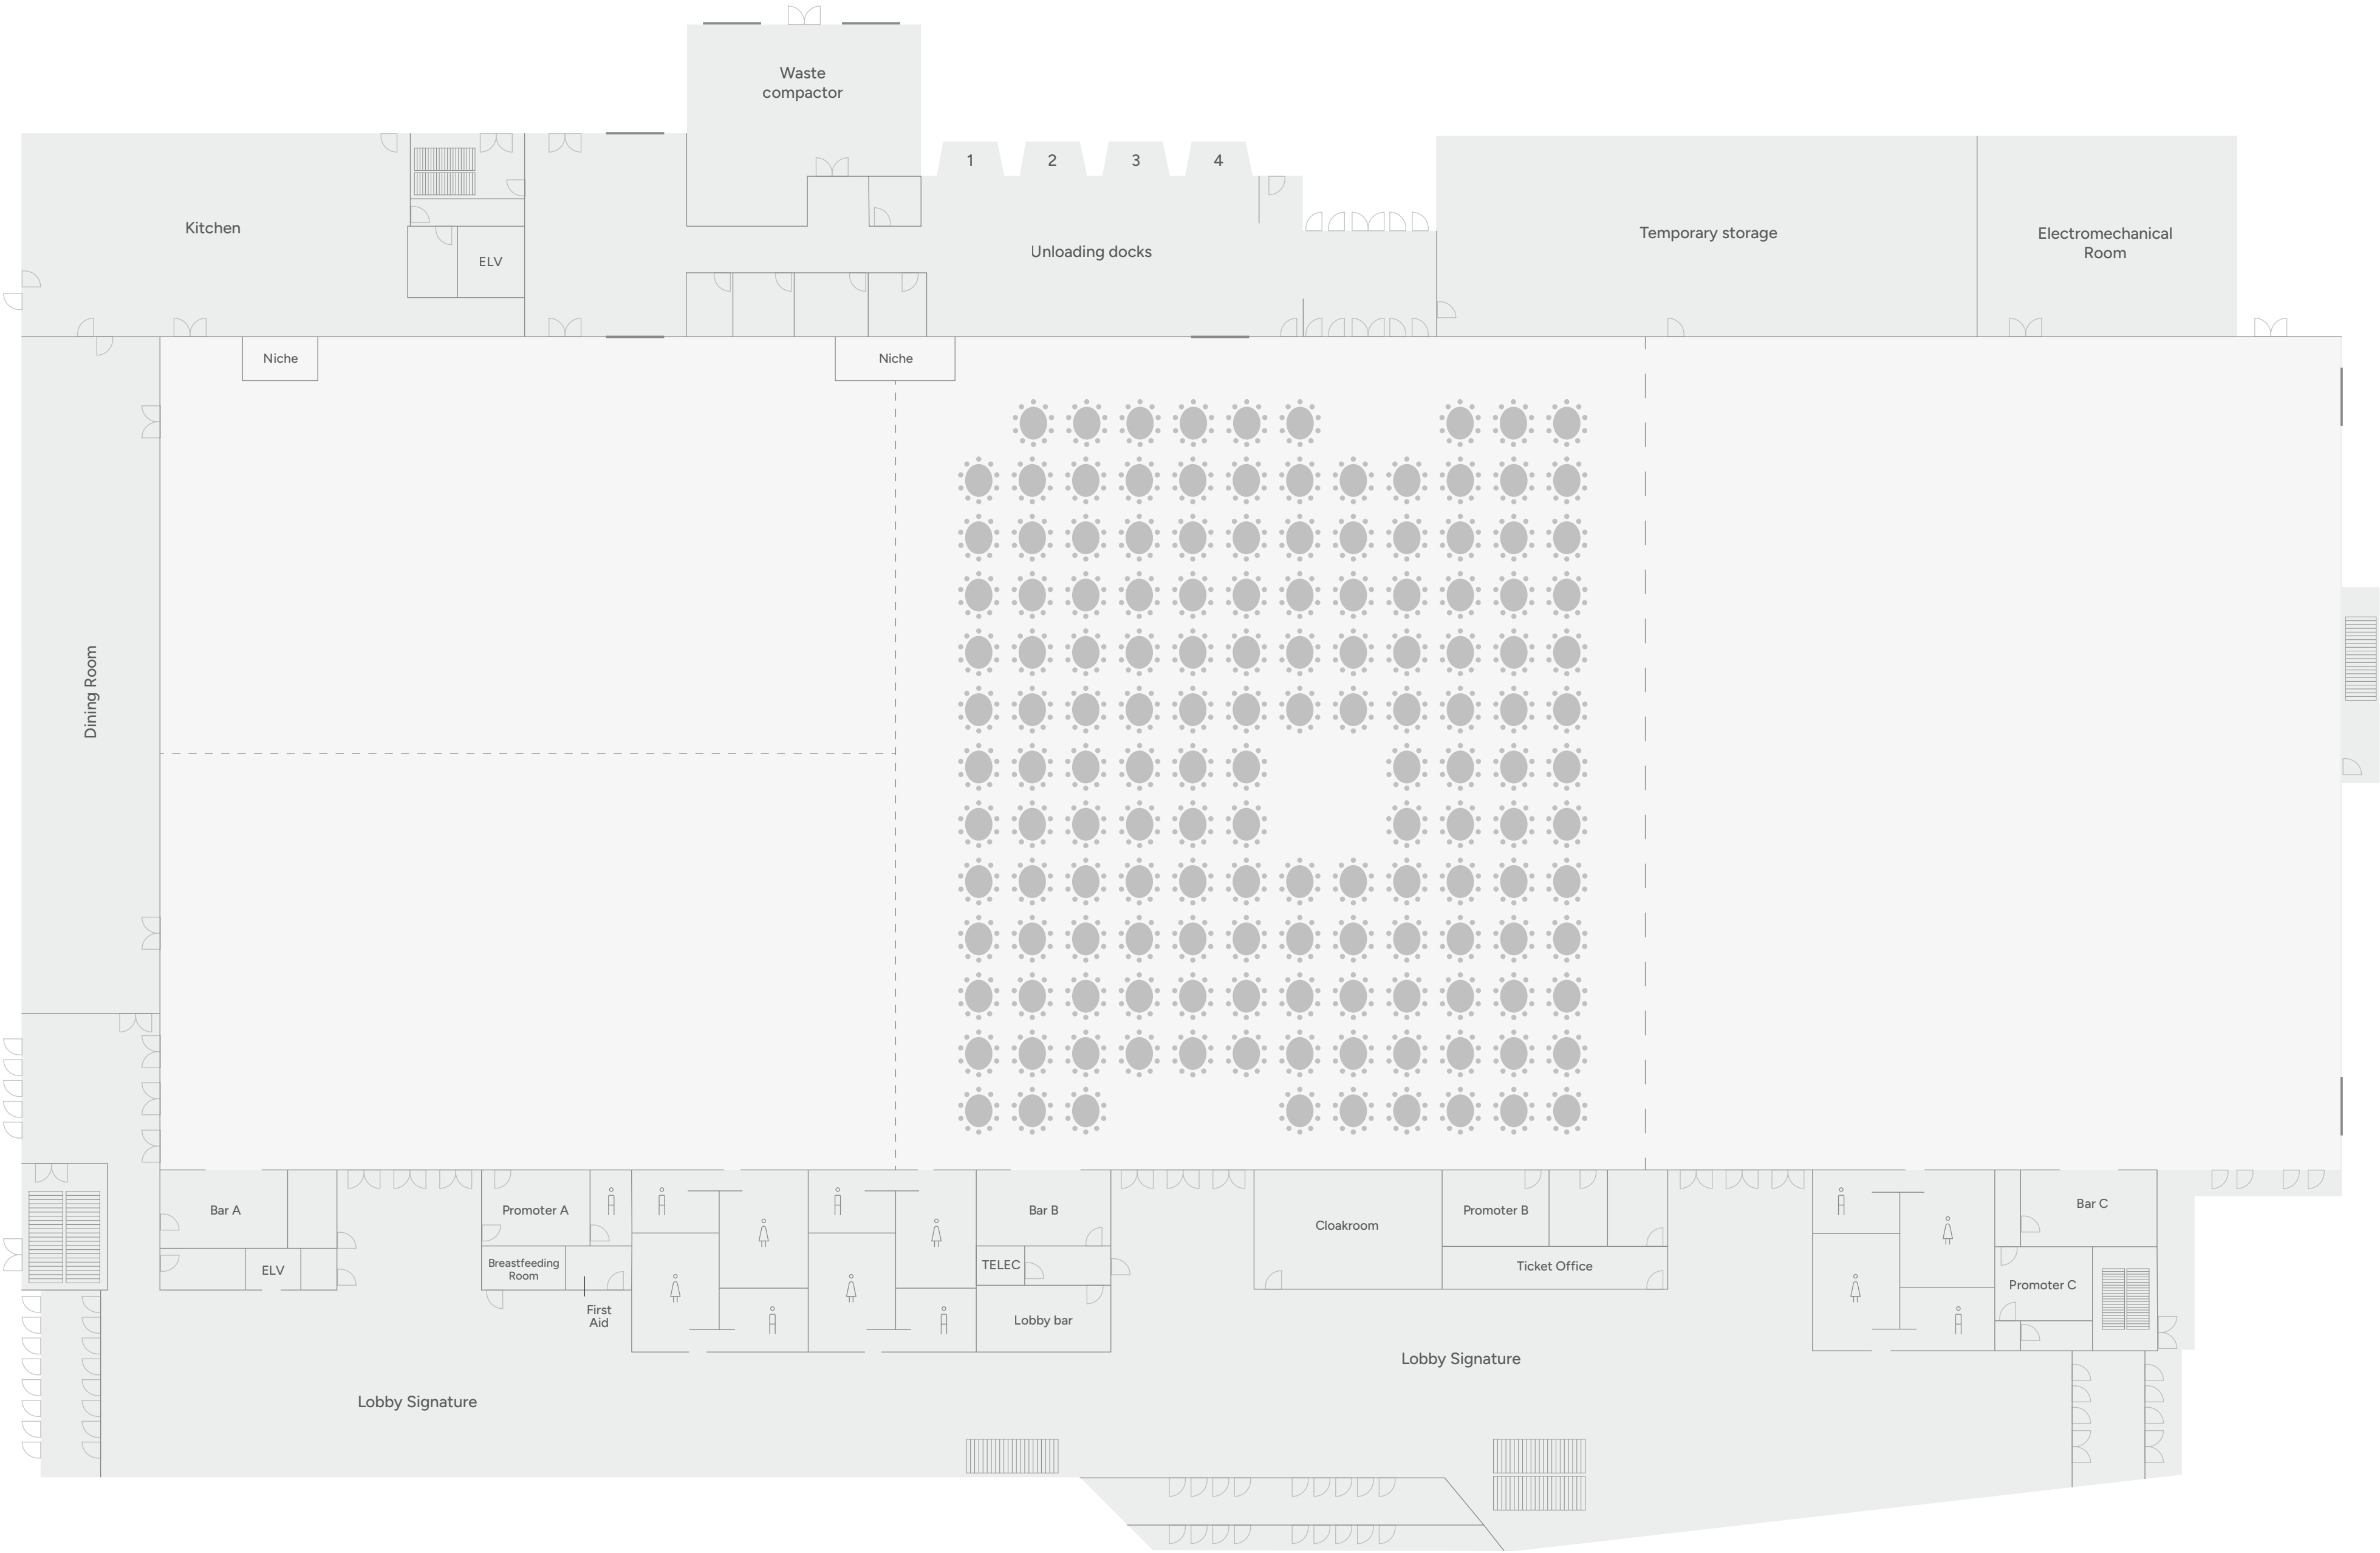 Waste
compactor
1
2
3
4
Kitchen
ELV
Unloading docks
Temporary storage
Electromechanical
Room
Niche
Niche
Dining Room
Bar A
ELV
Promoter A
Breastfeeding
Room
First
Aid
Bar B
TELEC
Lobby bar
Cloakroom
Promoter B
Ticket Office
Bar C
Promoter C
Lobby Signature
Lobby Signature